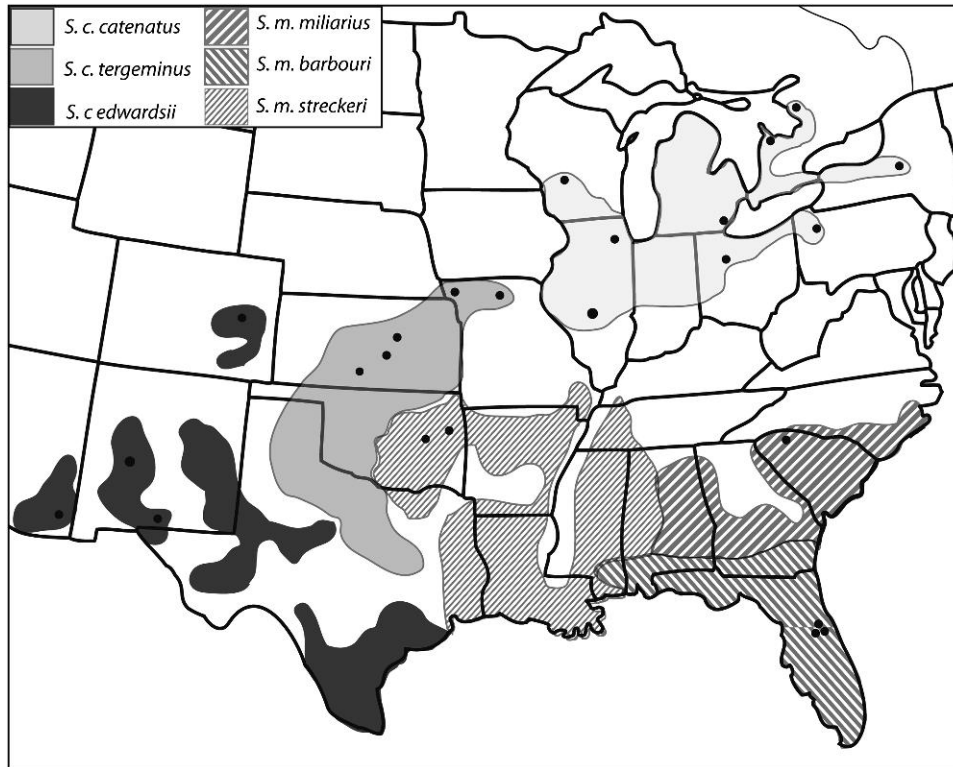 S. c. catenatus
S. c. tergeminus
S. c edwardsii
S. m. miliarius
S. m. barbouri
S. m. streckeri